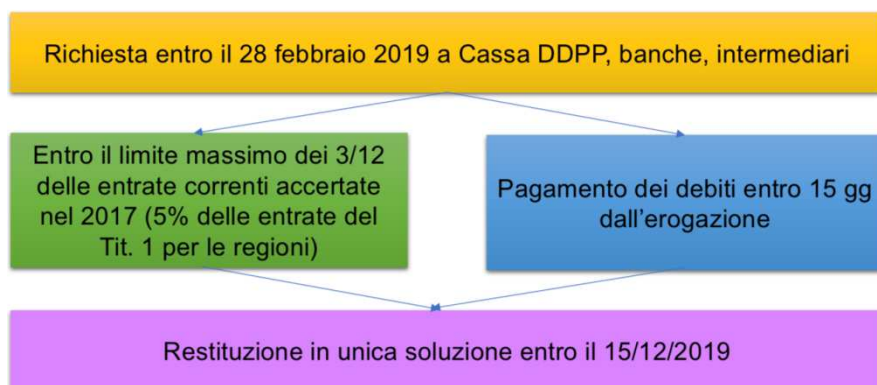 Richiesta entro il 28 febbraio 2019 a Cassa DDPP, banche, intermediari
Entro il limite massimo dei 3/12
delle entrate correnti accertate
nel 2017 (5% delle entrate del
Tit. 1 per le regioni)
Pagamento dei debiti entro 15 gg
dall'erogazione
Restituzione in unica soluzione entro il 15/12/2019